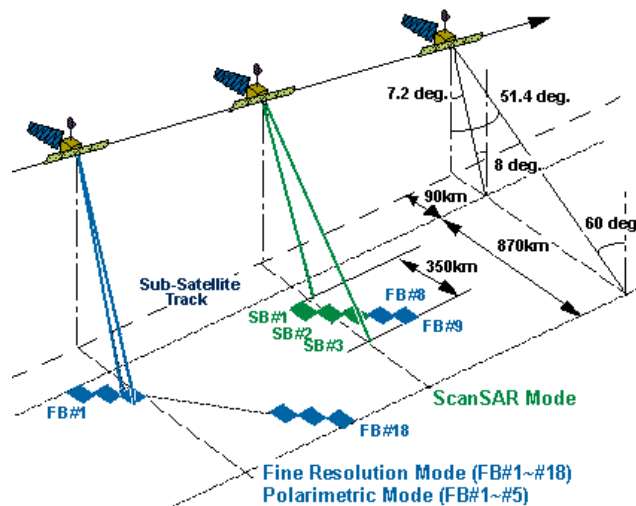 7.2 deg.
51.4 deg.
8 deg.
90km
60 deg
870km
350km
Sub-Satellite
Track
SB#1
SB#2
SB#3
FB#8
FB#9
FB#1
FB#18
ScanSAR Mode
Fine Resolution Mode (FB#1~#18)
Polarimetric Mode (FB#1~#5)